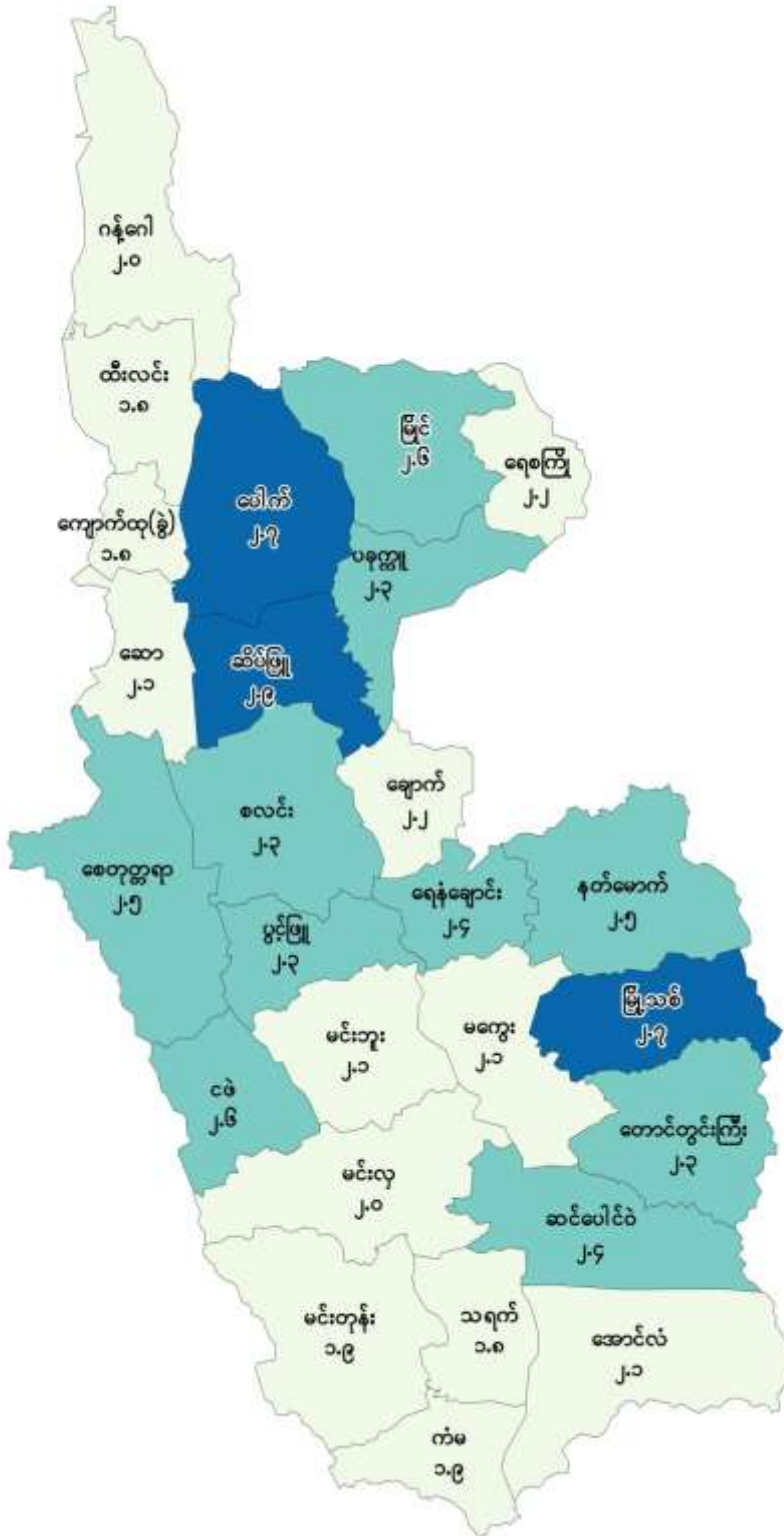 ဂန့်ဂေါ
၂.၀
ထီးလင်း
၁.၈
မြိုင်
၂.၆
ရေစကြို
၂.၂
ပေါက်
၂.၇
ကျောက်ထု(ခွဲ)
၁.၈
ပခုက္ကူ
၂.၃
ဆော
၂.၁
ဆိပ်ဖြူ
၂.၉
ချောက်
၂.၂
စလင်း
၂.၃
စေတုတ္တရာ
၂.၅
ရေနံချောင်း
၂.၄
နတ်မောက်
၂.၅
ပွင့်ဖြူ
၂.၃
မြို့သစ်
၂.၇
မင်းဘူး
၂.၁
မကွေး
၂.၁
ငဖဲ
၂.၆
တောင်တွင်းကြီး
၂.၃
မင်းလှ
၂.၀
ဆင်ပေါင်ဝဲ
၂.၄
မင်းတုန်း
၁.၉
သရက်
၁.၈
အောင်လံ
၂.၁
ကံမ
၁.၉